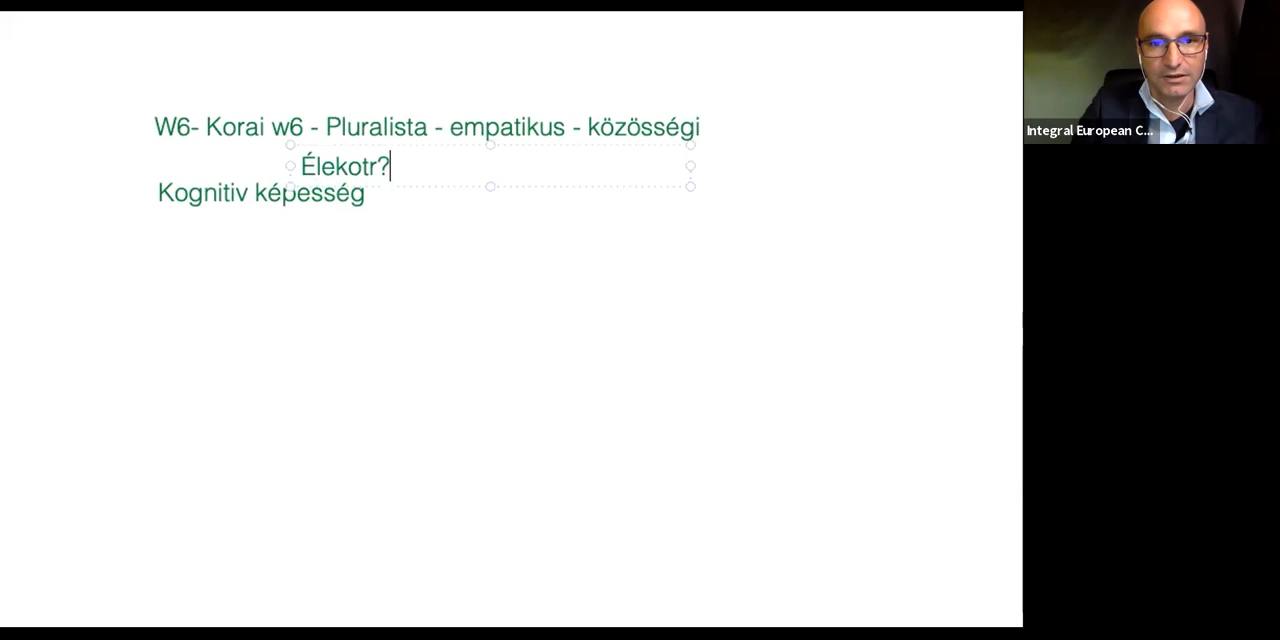 W6- Korai w6 - Pluralista - empatikus - közösségi
Élekotr?
Kognitiv képesség
Integral European C...